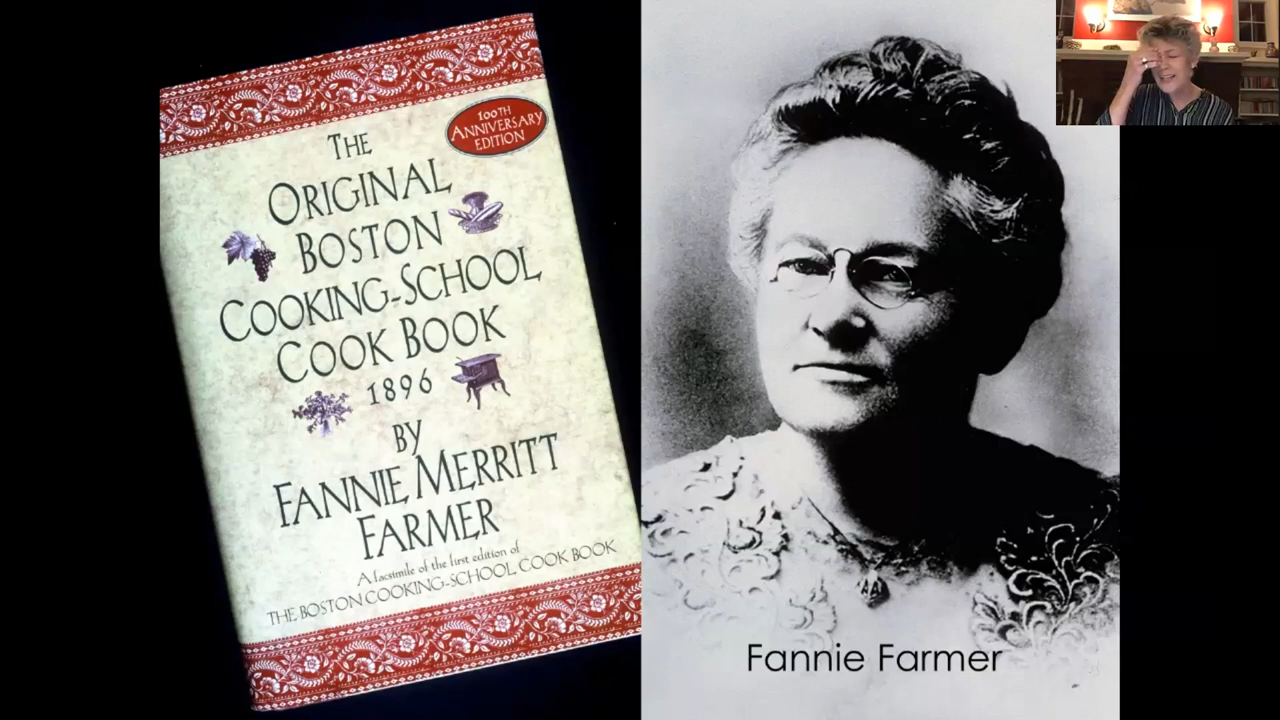 THE
ORIGINAL
BOSTON
COOKING-SCHOOL
COOK BOOK
1896
BY
FANNIE MERRITT
FARMER
A facsimile of the first edition of
THE BOSTON COOKING-SCHOOL COOK BOOK
100TH
ANNIVERSARY
EDITION
Fannie Farmer